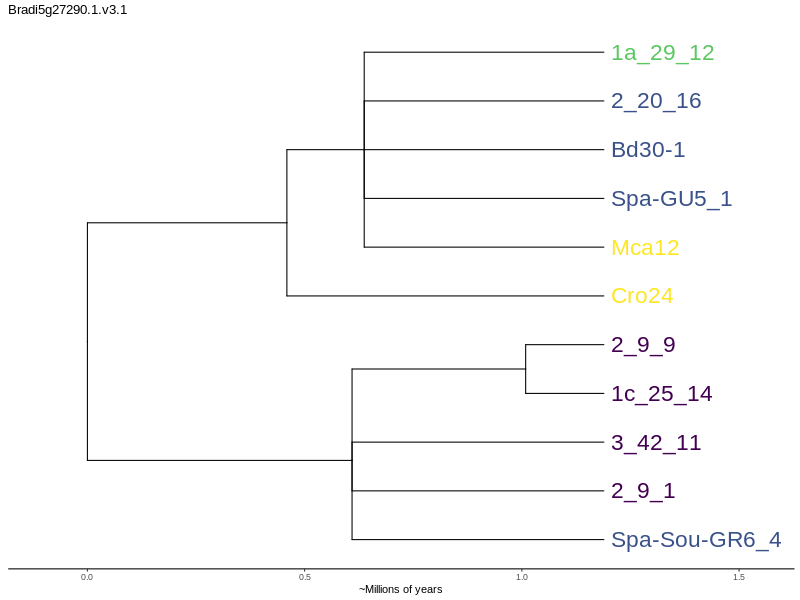 Bradi5g27290.1.v3.1
1a_29_12
2_20_16
Bd30-1
Spa-GU5_1
Mca12
Cro24
2_9_9
1c_25_14
3_42_11
2_9_1
Spa-Sou-GR6_4
0.0 0.5 1.0 1.5
~Millions of years